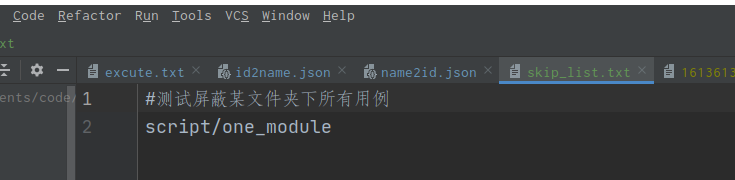 Code Refactor Run Tools VCS Window Help
xt
excute.txt id2name.json name2id.json skip_list.txt 1613613
ents/code/
1 #测试屏蔽某文件夹下所有用例
2 script/one_module